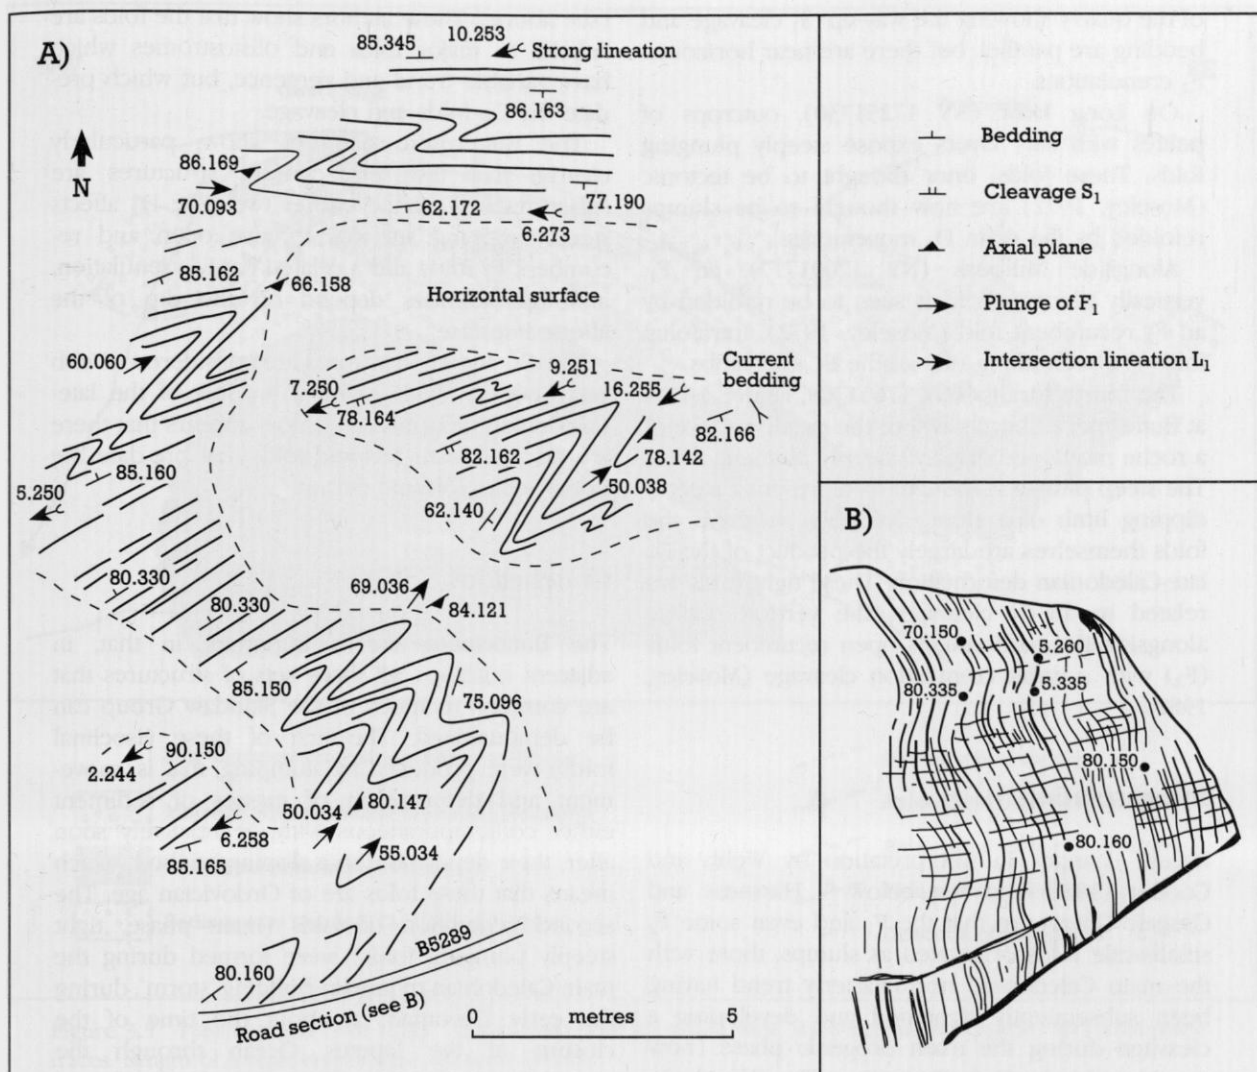 A)
85.345
10.253
Strong lineation
86.163
N
86.169
70.093
62.172
6.273
77.190
85.162
66.158
Horizontal surface
60.060
7.250
78.164
9.251
16.255
Current
bedding
82.166
82.162
78.142
50.038
62.140
85.160
5.250
80.330
80.330
69.036
84.121
85.150
75.096
90.150
2.244
80.147
50.034
6.258
55.034
85.165
80.160
B5289
Road section (see B)
0 metres 5
Bedding
Cleavage S1
Axial plane
Plunge of F1
Intersection lineation L1
B)
70.150
5.260
80.335
5.335
80.150
80.160